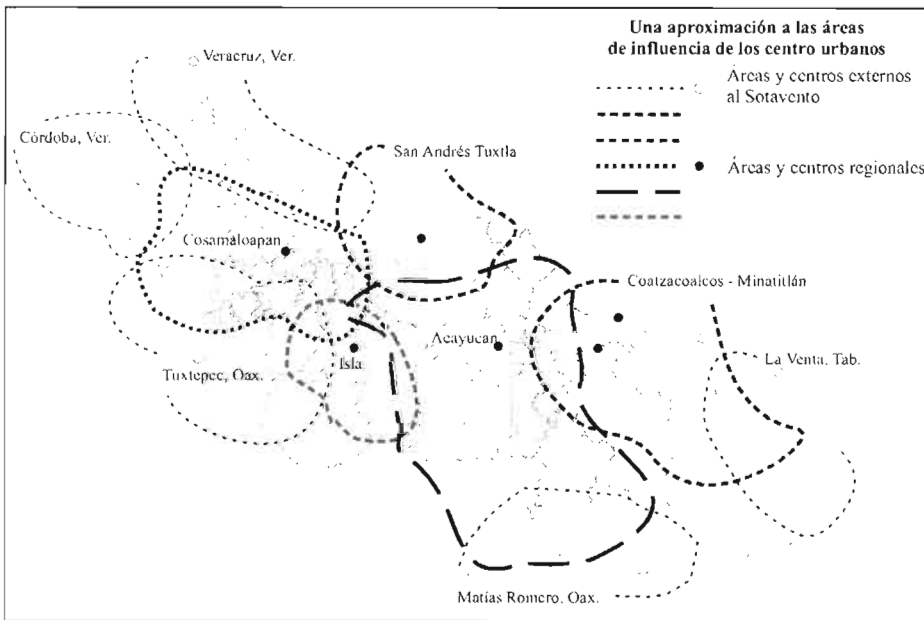 Una aproximación a las áreas
de influencia de los centro urbanos
Áreas y centros externos
al Sotavento
Áreas y centros regionales
Veracruz, Ver.
Córdoba, Ver.
San Andrés Tuxtla
Cosamaloapan
Coatzacoalcos - Minatitlán
Acayucan
Isla
La Venta, Tab.
Tuxtepec, Oax.
Matías Romero, Oax.